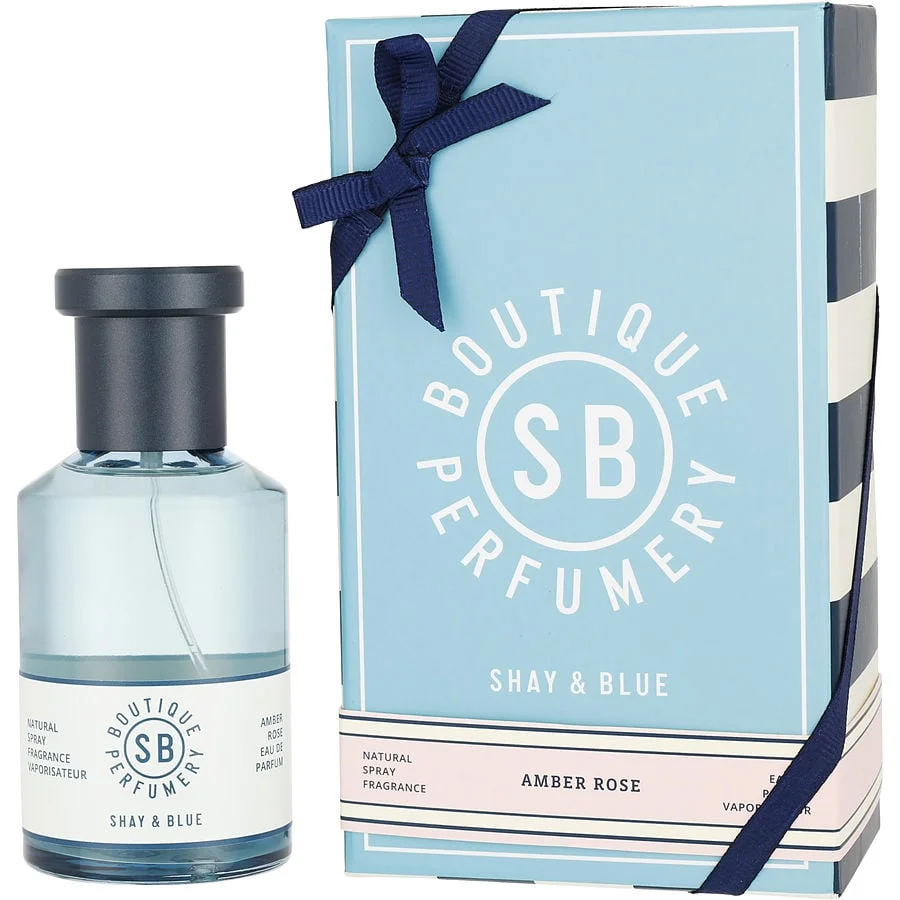 BOUTIQUE
SB
PERFUMERY
SHAY & BLUE
NATURAL
SPRAY
FRAGRANCE
AMBER ROSE
NATURAL
SPRAY
FRAGRANCE
VAPORISATEUR
BOUTIQUE
SB
PERFUMERY
SHAY & BLUE
AMBER
ROSE
EAU DE
PARFUM